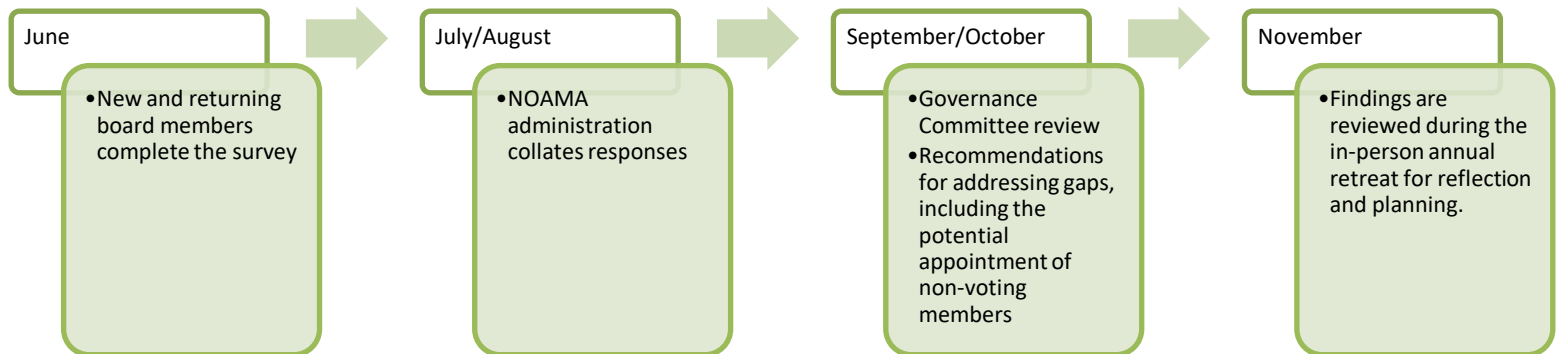 June
•New and returning
board members
complete the survey
July/August
•NOAMA
administration
collates responses
September/October
•Governance
Committee review
•Recommendations
for addressing gaps,
including the
potential
appointment of
non-voting
members
November
•Findings are
reviewed during the
in-person annual
retreat for reflection
and planning.